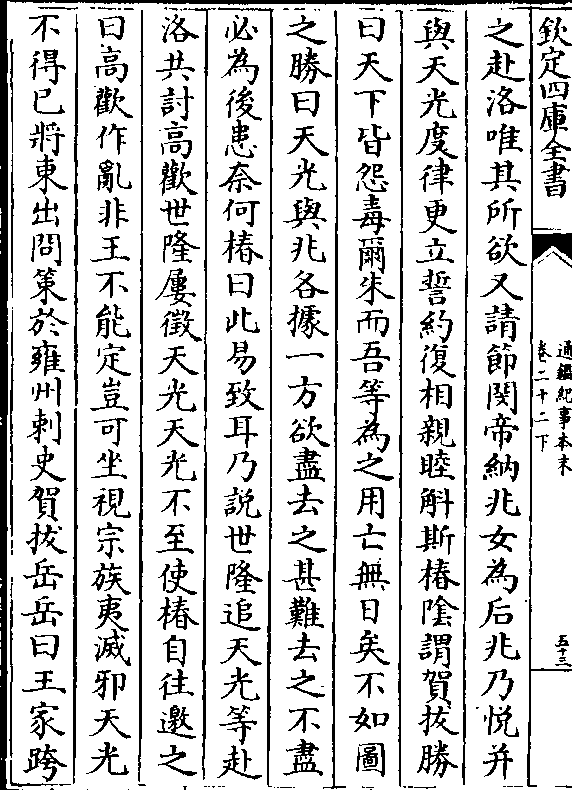 欽定四庫全書
通鑑紀事本末
卷二十二下
五十三
之赴洛唯其所欲又請節閔帝納兆女為后兆乃悦并
與天光度律更立誓約復相親睦斛斯椿陰謂賀拔勝
曰天下皆怨毒爾朱而吾等為之用亡無日矣不如圖
之勝曰天光與兆各據一方欲盡去之甚難去之不盡
必為後患奈何椿曰此易致耳乃説世隆追天光等赴
洛共討高歡世隆屢徵天光天光不至使椿自往邀之
曰高歡作亂非王不能定豈可坐視宗族夷滅邪天光
不得已將東出問策於雍州刺史賀拔岳岳曰王家跨